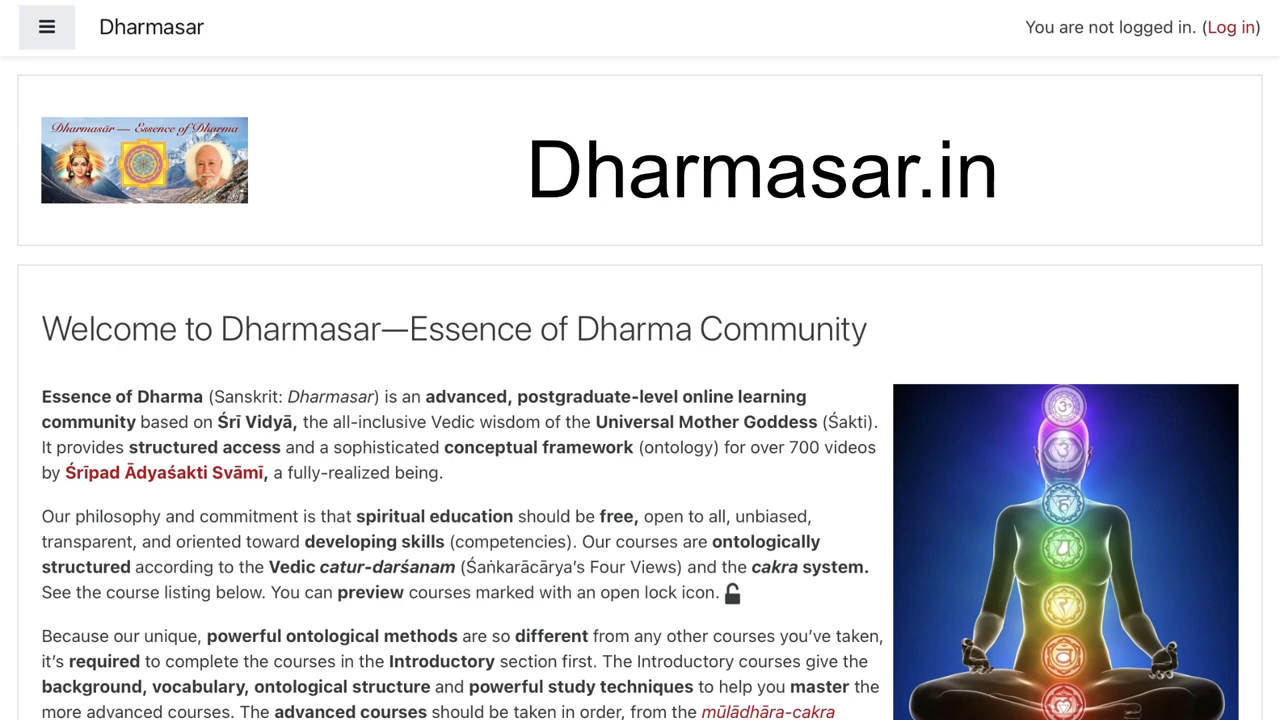 Dharmasar
You are not logged in. (Log in)
Dharmasār — Essence of Dharma
Dharmasar.in
Welcome to Dharmasar—Essence of Dharma Community
Essence of Dharma (Sanskrit: Dharmasar) is an advanced, postgraduate-level online learning
community based on Śrī Vidyā, the all-inclusive Vedic wisdom of the Universal Mother Goddess (Śakti).
It provides structured access and a sophisticated conceptual framework (ontology) for over 700 videos
by Śrīpad Ādyaśakti Svāmī, a fully-realized being.
Our philosophy and commitment is that spiritual education should be free, open to all, unbiased,
transparent, and oriented toward developing skills (competencies). Our courses are ontologically
structured according to the Vedic catur-darśanam (Śaṅkarācārya’s Four Views) and the cakra system.
See the course listing below. You can preview courses marked with an open lock icon.
Because our unique, powerful ontological methods are so different from any other courses you’ve taken,
it’s required to complete the courses in the Introductory section first. The Introductory courses give the
background, vocabulary, ontological structure and powerful study techniques to help you master the
more advanced courses. The advanced courses should be taken in order, from the mūlādhāra-cakra